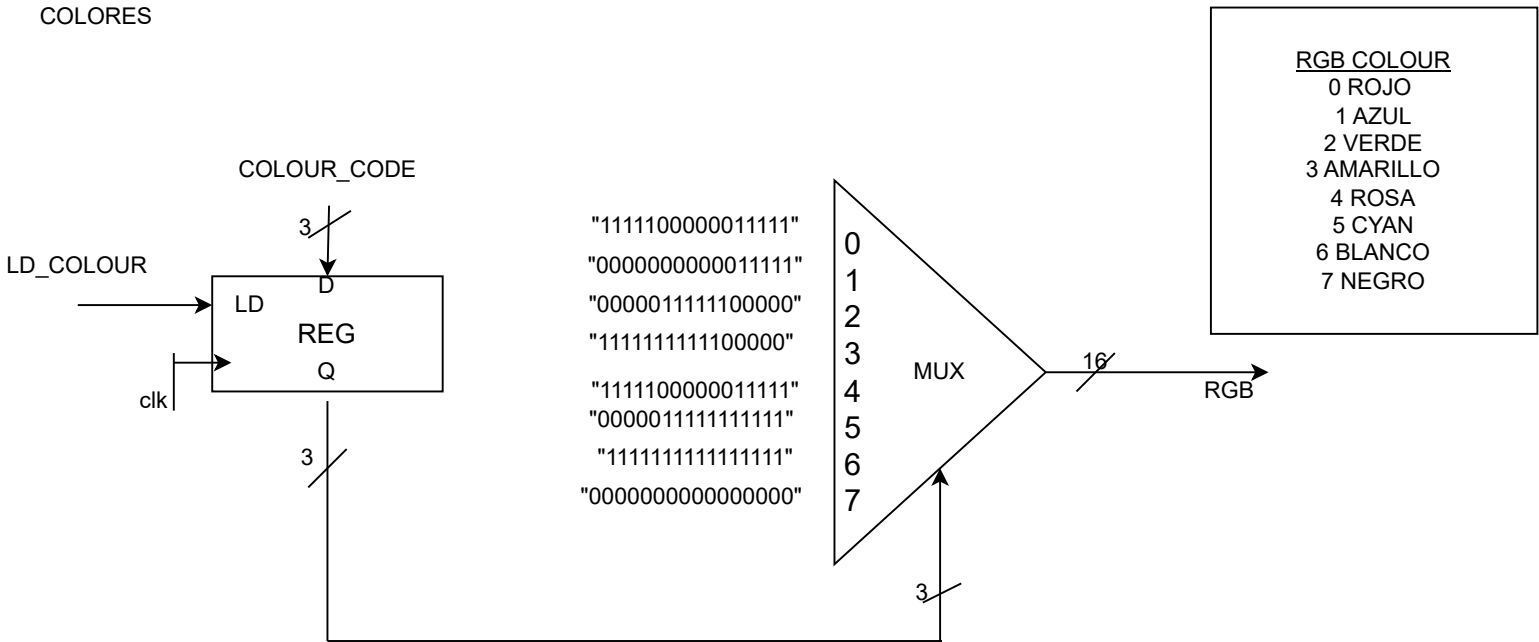 COLORES
RGB COLOUR
0 ROJO
1 AZUL
2 VERDE
3 AMARILLO
4 ROSA
5 CYAN
6 BLANCO
7 NEGRO
COLOUR_CODE
3
LD_COLOUR
D
LD
REG
Q
clk
3
"1111100000011111"
"0000000000011111"
"0000011111100000"
"1111111111100000"
"1111100000011111"
"0000011111111111"
"1111111111111111"
"0000000000000000"
0
1
2
3
4
5
6
7
MUX
16
RGB
3